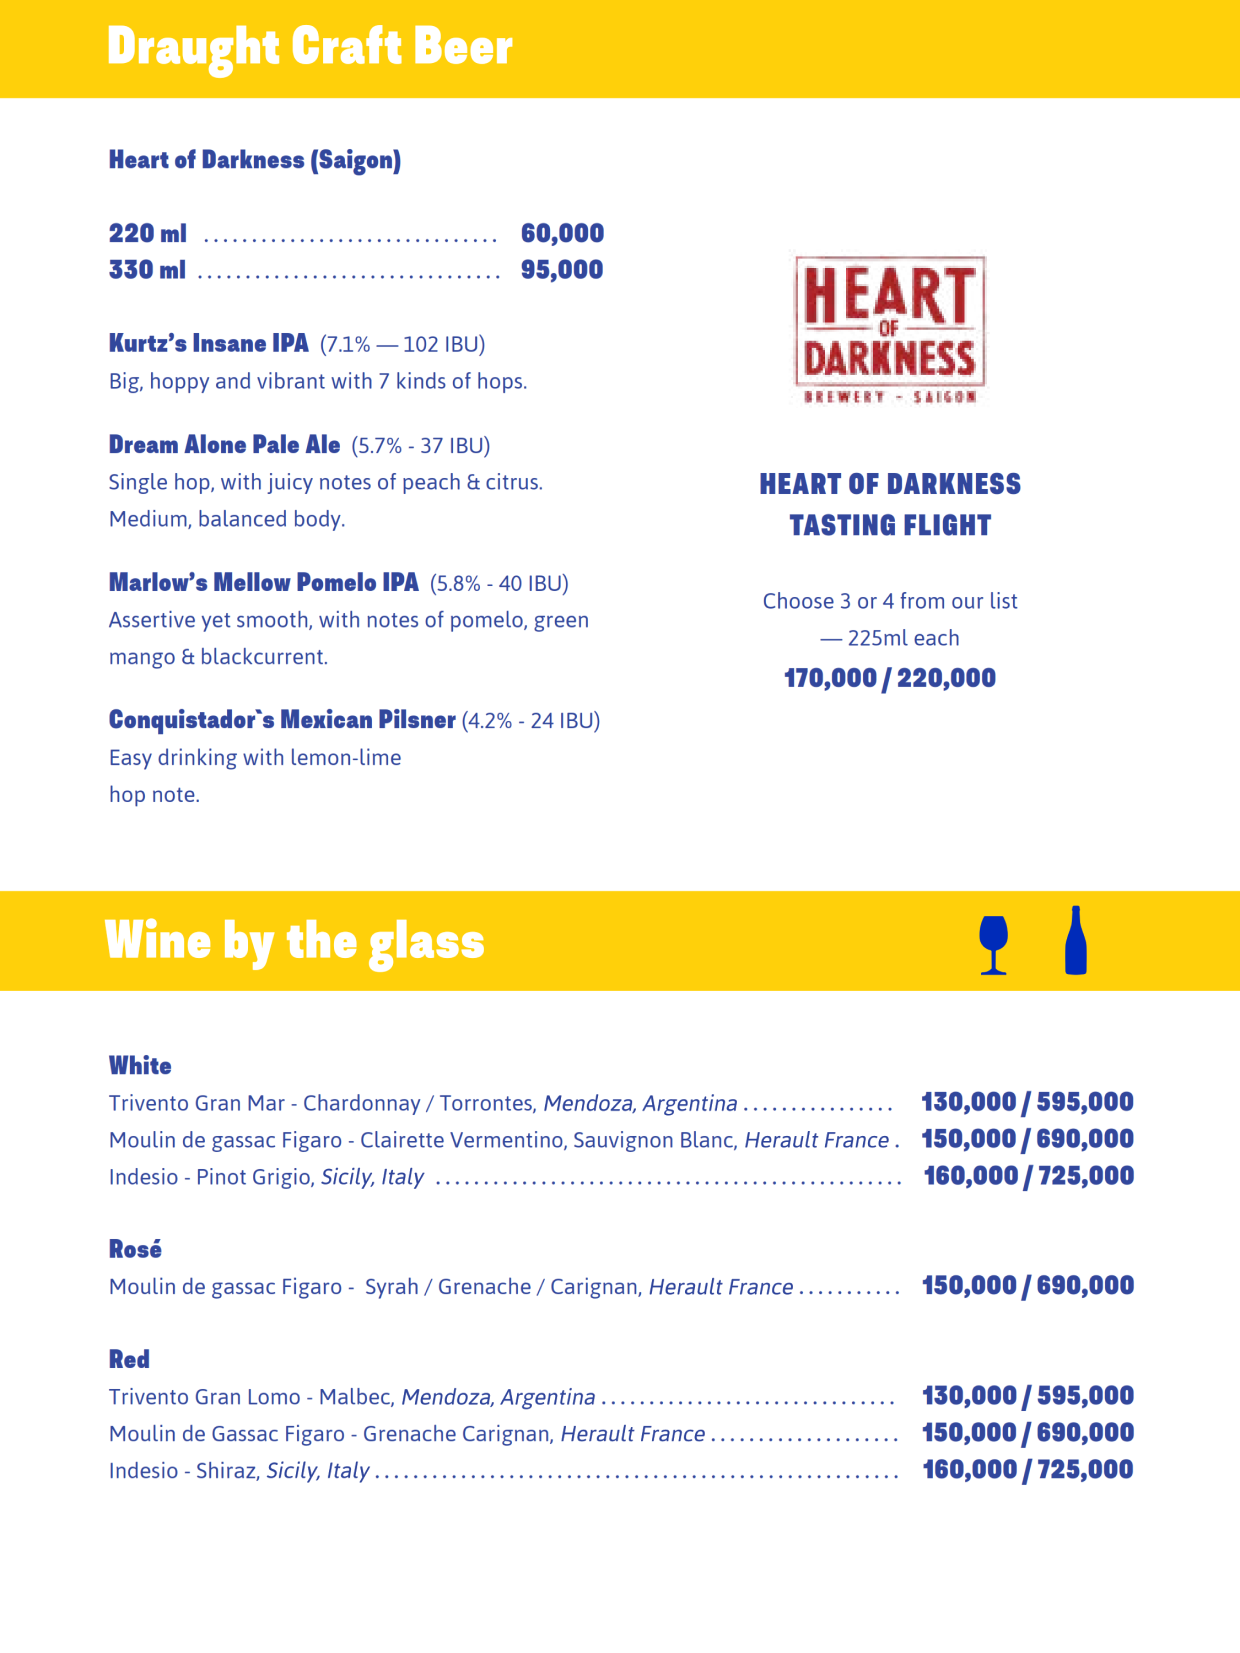 Draught Craft Beer
Heart of Darkness (Saigon)
220 ml ............................... 60,000
330 ml ................................ 95,000
Kurtz’s Insane IPA (7.1% — 102 IBU)
Big, hoppy and vibrant with 7 kinds of hops.
Dream Alone Pale Ale (5.7% - 37 IBU)
Single hop, with juicy notes of peach & citrus.
Medium, balanced body.
Marlow’s Mellow Pomelo IPA (5.8% - 40 IBU)
Assertive yet smooth, with notes of pomelo, green
mango & blackcurrent.
Conquistador`s Mexican Pilsner (4.2% - 24 IBU)
Easy drinking with lemon-lime
hop note.
HEART
OF
DARKNESS
BREWERY - SAIGON
HEART OF DARKNESS
TASTING FLIGHT
Choose 3 or 4 from our list
— 225ml each
170,000 / 220,000
Wine by the glass
White
Trivento Gran Mar - Chardonnay / Torrontes, Mendoza, Argentina ................ 130,000 / 595,000
Moulin de gassac Figaro - Clairette Vermentino, Sauvignon Blanc, Herault France . 150,000 / 690,000
Indesio - Pinot Grigio, Sicily, Italy ................................................. 160,000 / 725,000
Rosé
Moulin de gassac Figaro - Syrah / Grenache / Carignan, Herault France ........... 150,000 / 690,000
Red
Trivento Gran Lomo - Malbec, Mendoza, Argentina ............................... 130,000 / 595,000
Moulin de Gassac Figaro - Grenache Carignan, Herault France .................... 150,000 / 690,000
Indesio - Shiraz, Sicily, Italy ....................................................... 160,000 / 725,000